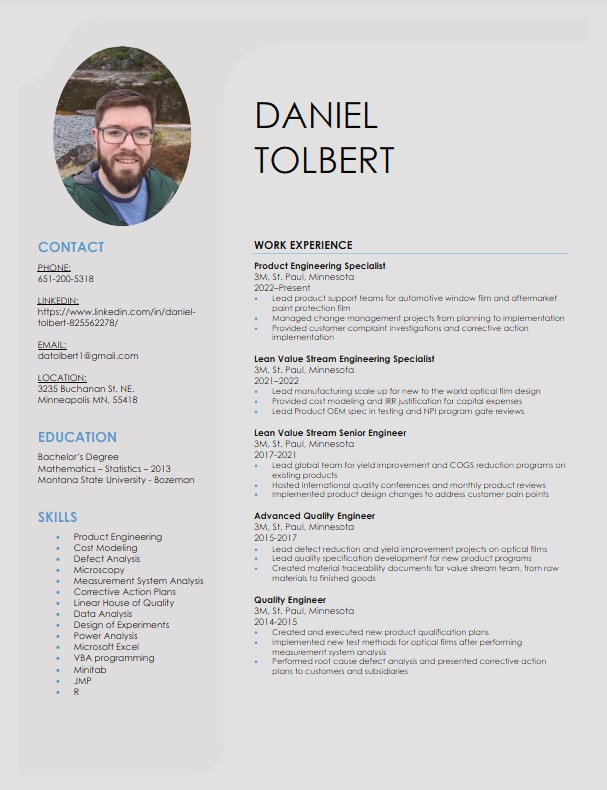 DANIEL
TOLBERT
CONTACT
PHONE:
651-200-5318
LINKEDIN:
https://www.linkedin.com/in/daniel-
tolbert-825562278/
EMAIL:
datolbert1@gmail.com
LOCATION:
3235 Buchanan St. NE.
Minneapolis MN, 55418
EDUCATION
Bachelor's Degree
Mathematics – Statistics – 2013
Montana State University - Bozeman
SKILLS
• Product Engineering
• Cost Modeling
• Defect Analysis
• Microscopy
• Measurement System Analysis
• Corrective Action Plans
• Linear House of Quality
• Data Analysis
• Design of Experiments
• Power Analysis
• Microsoft Excel
• VBA programming
• Minitab
• JMP
• R
WORK EXPERIENCE
Product Engineering Specialist
3M, St. Paul, Minnesota
2022–Present
• Lead product support teams for automotive window film and aftermarket
paint protection film
• Managed change management projects from planning to implementation
• Provided customer complaint investigations and corrective action
implementation
Lean Value Stream Engineering Specialist
3M, St. Paul, Minnesota
2021–2022
• Lead manufacturing scale up for new to the world optical film design
• Provided cost modeling and IRR justification for capital expenses
• Lead Product OEM spec in testing and NPI program gate reviews
Lean Value Stream Senior Engineer
3M, St. Paul, Minnesota
2017-2021
• Lead global team for yield improvement and COGS reduction programs on
existing products
• Hosted international quality conferences and monthly product reviews
• Implemented product design changes to address customer pain points
Advanced Quality Engineer
3M, St. Paul, Minnesota
2015-2017
• Lead defect reduction and yield improvement projects on optical films
• Lead quality specification development for new product programs
• Created material traceability documents for value stream team, from raw
materials to finished goods
Quality Engineer
3M, St. Paul, Minnesota
2014-2015
• Created and executed new product qualification plans
• Implemented new test methods for optical films after performing
measurement system analysis
• Performed root cause defect analysis and presented corrective action
plans to customers and subsidiaries